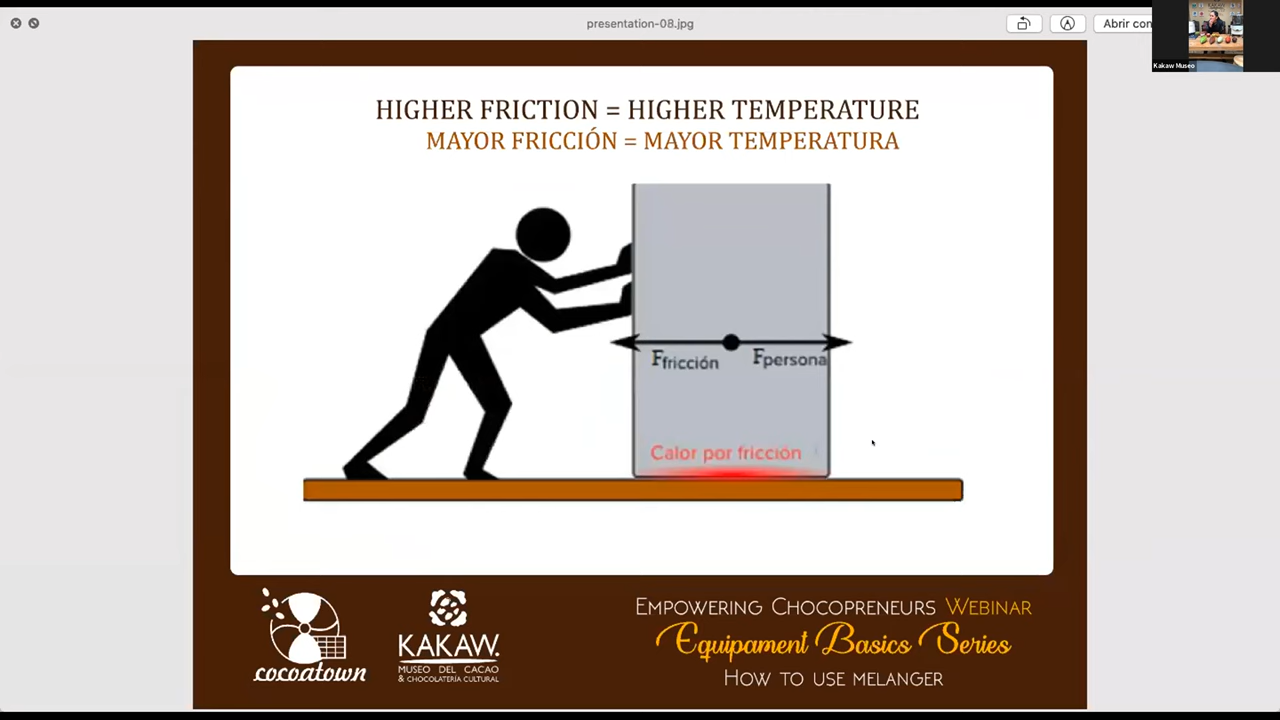 presentation-08.jpg
Abrir con
Kakaw Museo
HIGHER FRICTION = HIGHER TEMPERATURE
MAYOR FRICCIÓN = MAYOR TEMPERATURA
Ffricción
Fpersona
Calor por fricción
cocoatown
KAKAW.
MUSEO DEL CACAO
& CHOCOLATERÍA CULTURAL
EMPOWERING CHOCOPRENEURS WEBINAR
Equipament Basics Series
HOW TO USE MELANGER